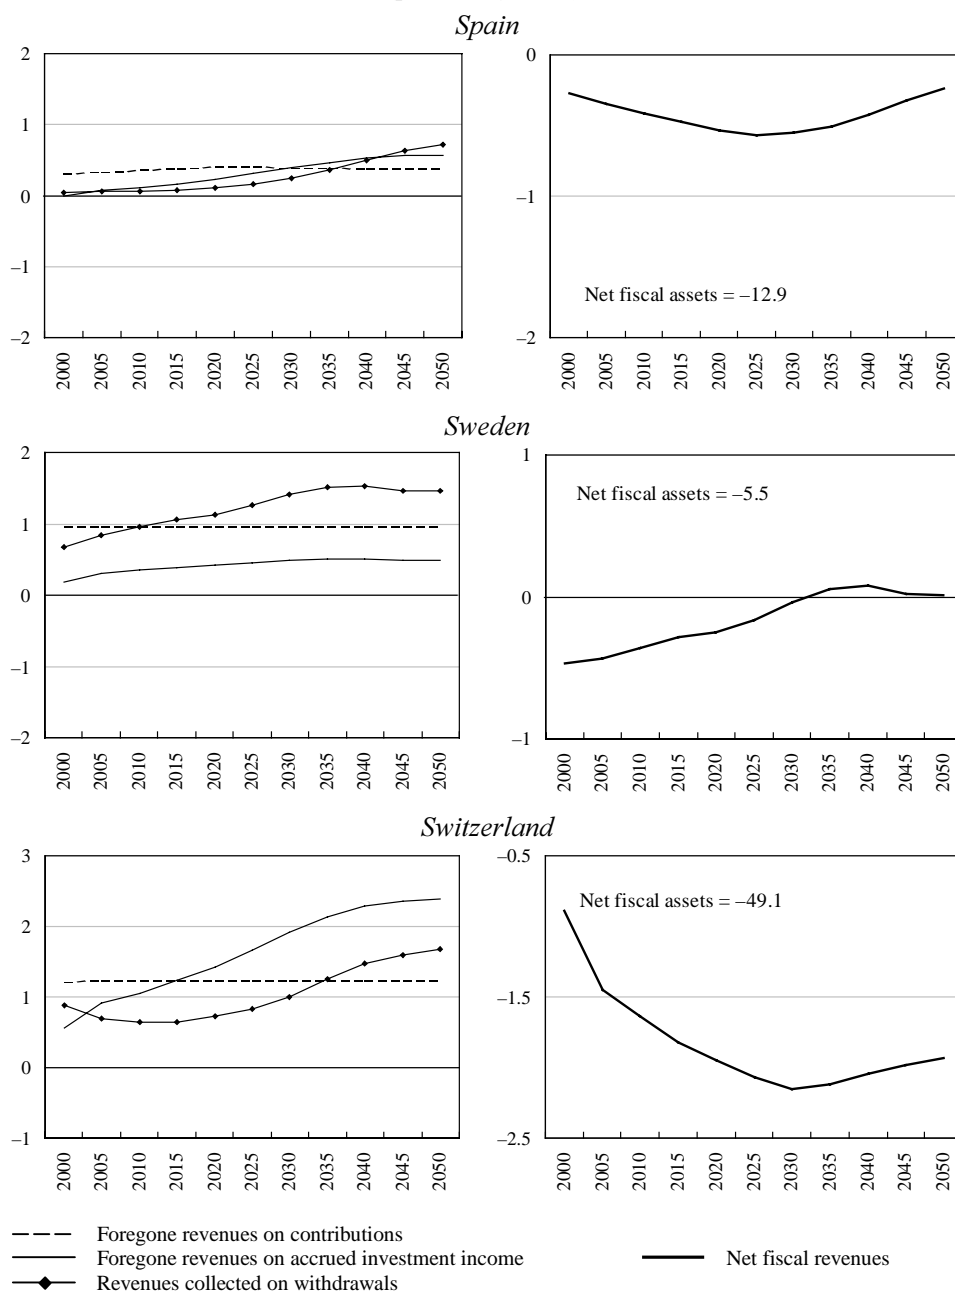 Spain
2
1
0
–1
–2
2000 2005 2010 2015 2020 2025 2030 2035 2040 2045 2050
0
–1
–2
Net fiscal assets = –12.9
2000 2005 2010 2015 2020 2025 2030 2035 2040 2045 2050
Sweden
2
1
0
–1
–2
2000 2005 2010 2015 2020 2025 2030 2035 2040 2045 2050
1
0
–1
Net fiscal assets = –5.5
2000 2005 2010 2015 2020 2025 2030 2035 2040 2045 2050
Switzerland
3
2
1
0
–1
2000 2005 2010 2015 2020 2025 2030 2035 2040 2045 2050
–0.5
–1.5
–2.5
Net fiscal assets = –49.1
2000 2005 2010 2015 2020 2025 2030 2035 2040 2045 2050
Foregone revenues on contributions
Foregone revenues on accrued investment income
Revenues collected on withdrawals
Net fiscal revenues